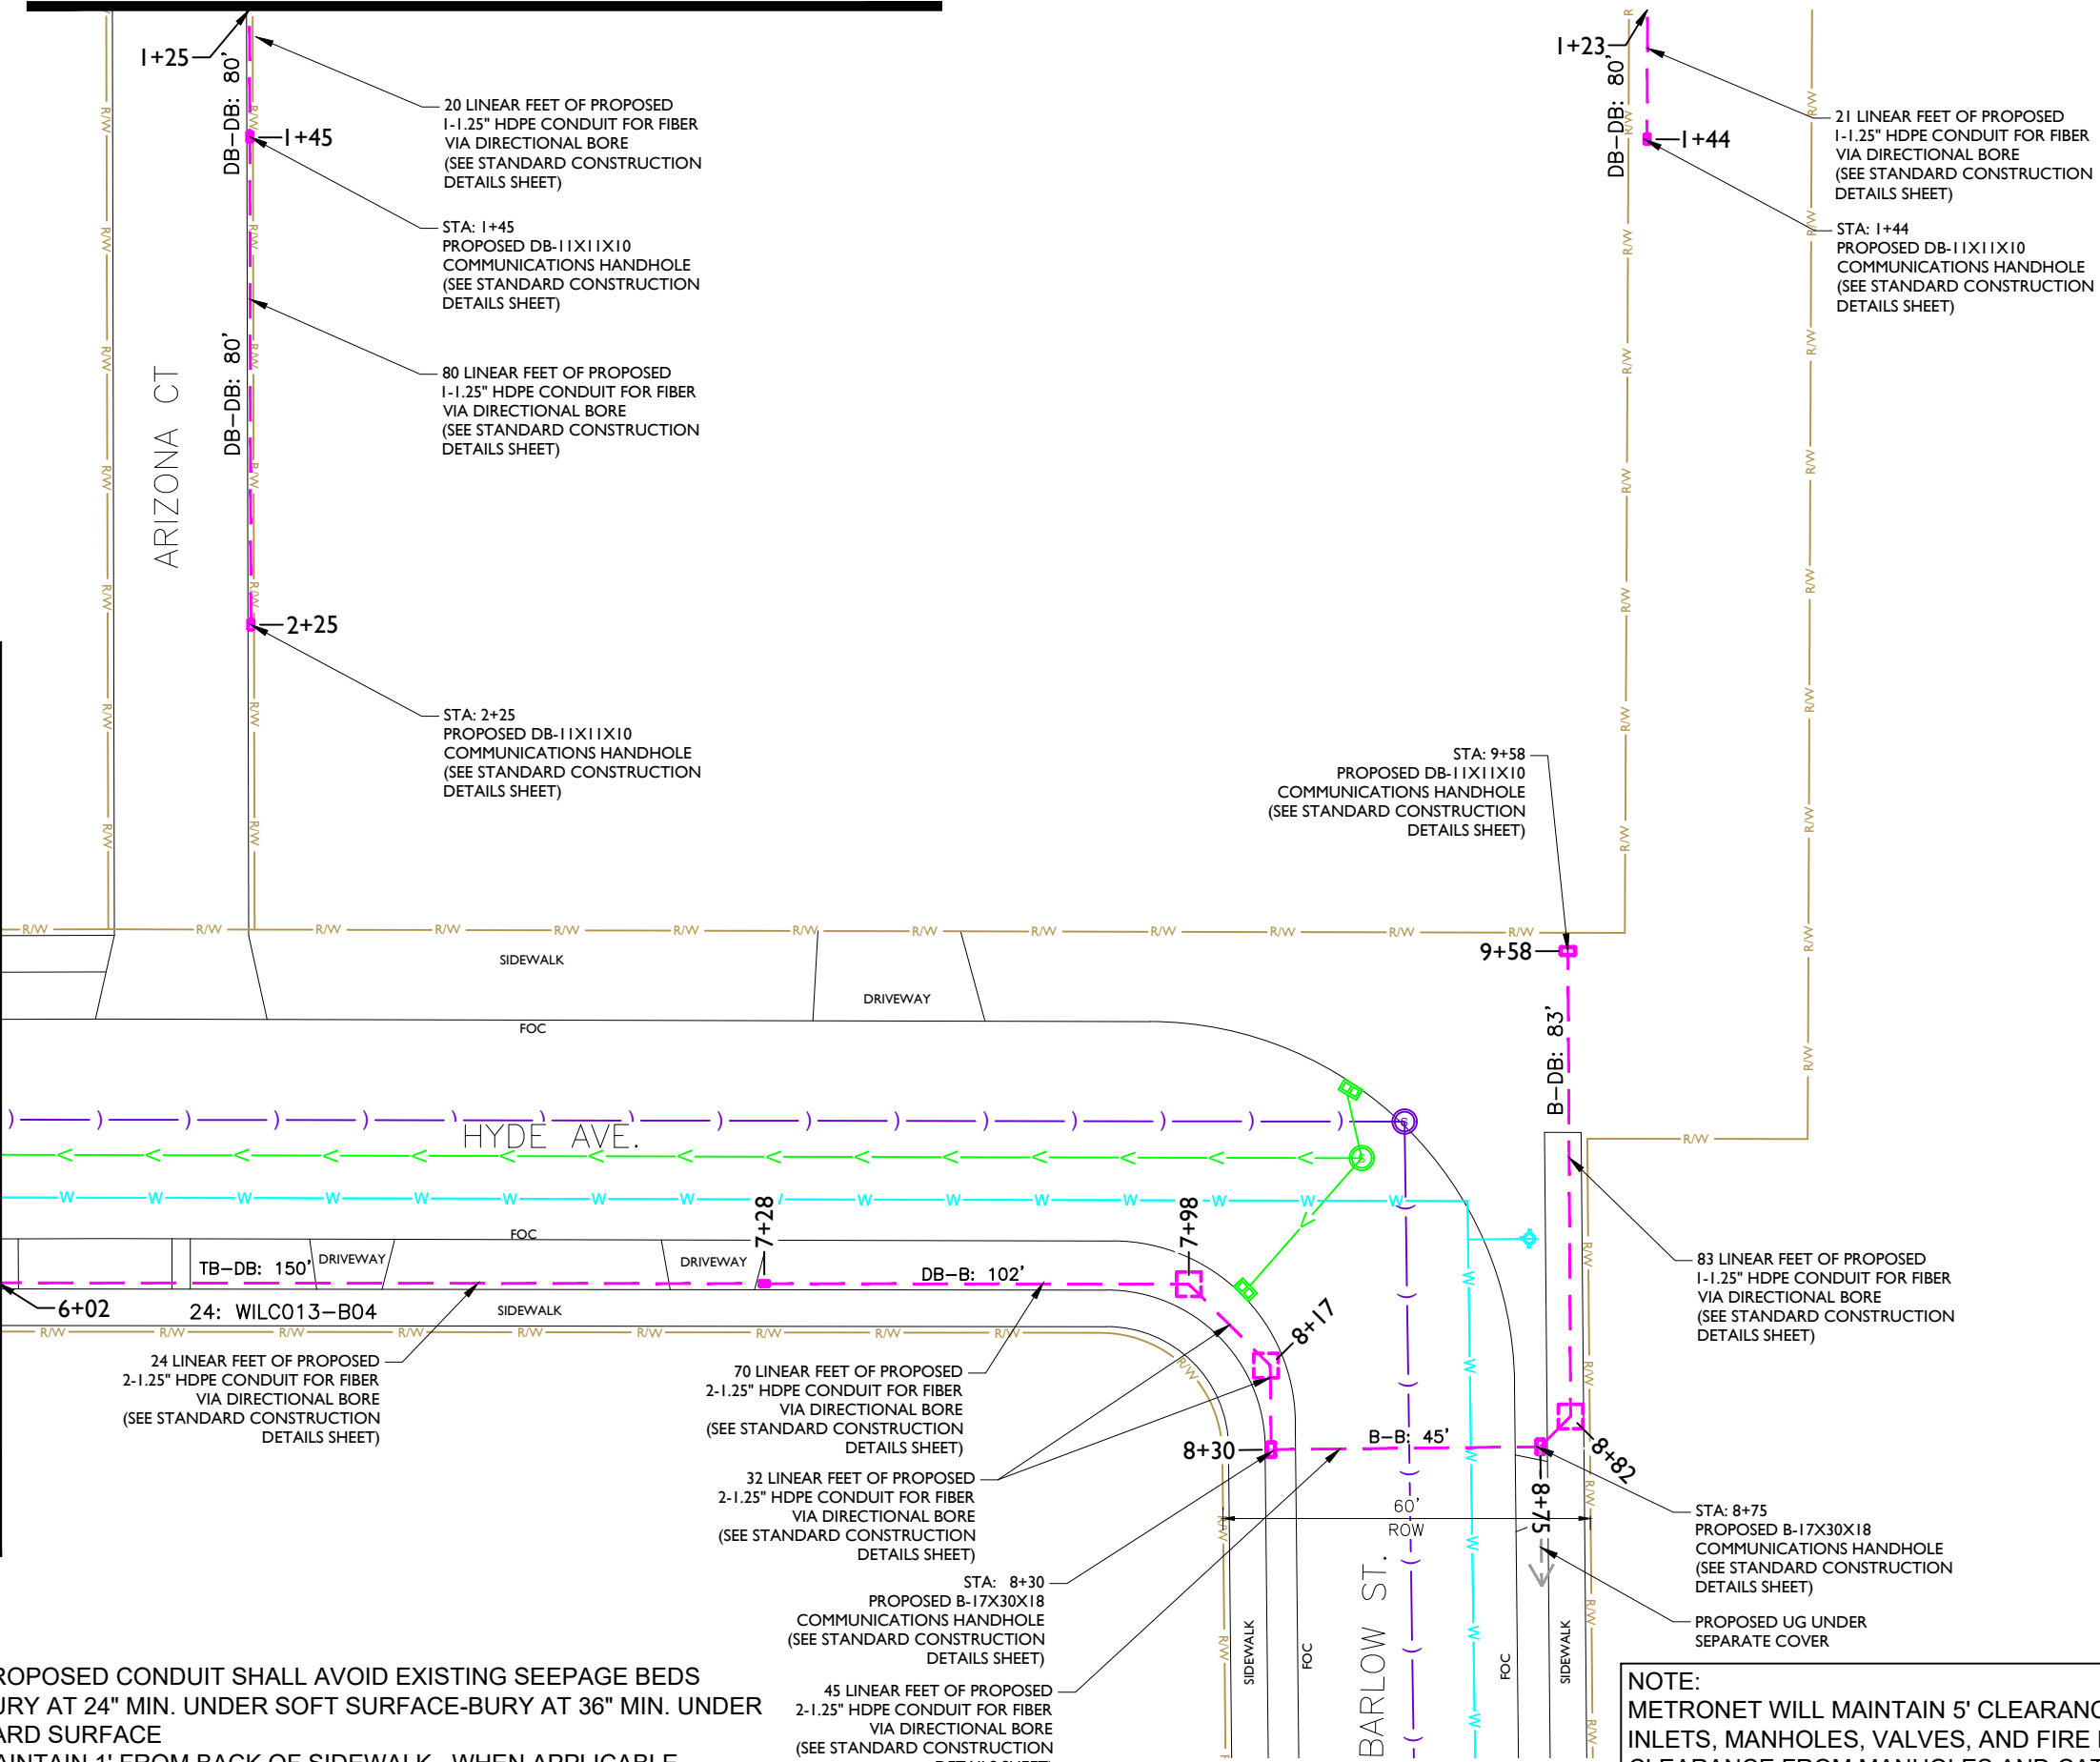 1+25
DB-DB: 80'
20 LINEAR FEET OF PROPOSED
1-1.25" HDPE CONDUIT FOR FIBER
VIA DIRECTIONAL BORE
(SEE STANDARD CONSTRUCTION
DETAILS SHEET)
1+45
STA: 1+45
PROPOSED DB-11X11X10
COMMUNICATIONS HANDHOLE
(SEE STANDARD CONSTRUCTION
DETAILS SHEET)
DB-DB: 80'
80 LINEAR FEET OF PROPOSED
1-1.25" HDPE CONDUIT FOR FIBER
VIA DIRECTIONAL BORE
(SEE STANDARD CONSTRUCTION
DETAILS SHEET)
ARIZONA CT
2+25
STA: 2+25
PROPOSED DB-11X11X10
COMMUNICATIONS HANDHOLE
(SEE STANDARD CONSTRUCTION
DETAILS SHEET)
1+23
DB-DB: 80'
21 LINEAR FEET OF PROPOSED
1-1.25" HDPE CONDUIT FOR FIBER
VIA DIRECTIONAL BORE
(SEE STANDARD CONSTRUCTION
DETAILS SHEET)
1+44
STA: 1+44
PROPOSED DB-11X11X10
COMMUNICATIONS HANDHOLE
(SEE STANDARD CONSTRUCTION
DETAILS SHEET)
STA: 9+58
PROPOSED DB-11X11X10
COMMUNICATIONS HANDHOLE
(SEE STANDARD CONSTRUCTION
DETAILS SHEET)
9+58
R/W R/W R/W R/W R/W R/W R/W R/W R/W R/W R/W R/W R/W
SIDEWALK
DRIVEWAY
FOC
B-DB: 83'
HYDE AVE.
R/W
W W W W W W W W W W W W W W W
7+28
7+98
FOC
TB-DB: 150'
DRIVEWAY
DRIVEWAY
DB-B: 102'
6+02
24: WILC013-B04
SIDEWALK
R/W R/W R/W R/W R/W R/W R/W R/W R/W
8+17
83 LINEAR FEET OF PROPOSED
1-1.25" HDPE CONDUIT FOR FIBER
VIA DIRECTIONAL BORE
(SEE STANDARD CONSTRUCTION
DETAILS SHEET)
24 LINEAR FEET OF PROPOSED
2-1.25" HDPE CONDUIT FOR FIBER
VIA DIRECTIONAL BORE
(SEE STANDARD CONSTRUCTION
DETAILS SHEET)
70 LINEAR FEET OF PROPOSED
2-1.25" HDPE CONDUIT FOR FIBER
VIA DIRECTIONAL BORE
(SEE STANDARD CONSTRUCTION
DETAILS SHEET)
8+30
B-B: 45'
8+82
8+75
32 LINEAR FEET OF PROPOSED
2-1.25" HDPE CONDUIT FOR FIBER
VIA DIRECTIONAL BORE
(SEE STANDARD CONSTRUCTION
DETAILS SHEET)
60'
ROW
STA: 8+75
PROPOSED B-17X30X18
COMMUNICATIONS HANDHOLE
(SEE STANDARD CONSTRUCTION
DETAILS SHEET)
STA: 8+30
PROPOSED B-17X30X18
COMMUNICATIONS HANDHOLE
(SEE STANDARD CONSTRUCTION
DETAILS SHEET)
PROPOSED UG UNDER
SEPARATE COVER
SIDEWALK
FOC
BARLOW ST.
FOC
SIDEWALK
45 LINEAR FEET OF PROPOSED
2-1.25" HDPE CONDUIT FOR FIBER
VIA DIRECTIONAL BORE
(SEE STANDARD CONSTRUCTION
ROPOSED CONDUIT SHALL AVOID EXISTING SEEPAGE BEDS
URY AT 24" MIN. UNDER SOFT SURFACE-BURY AT 36" MIN. UNDER
ARD SURFACE
AINTAIN 1' FROM BACK OF SIDEWALK, WHEN APPLICABLE
NOTE:
METRONET WILL MAINTAIN 5' CLEARANC
INLETS, MANHOLES, VALVES, AND FIRE
CLEARANCE FROM MANHOLES AND